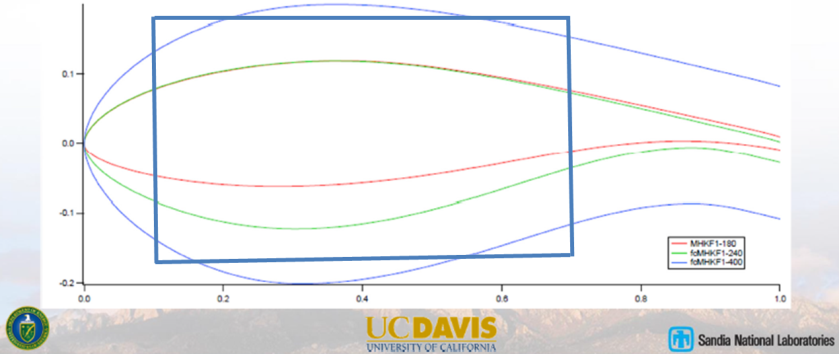 0.1
0.0
-0.1
-0.2
0.0 0.2 0.4 0.6 0.8 1.0
MHKF1-180
fcMHKF1-240
fcMHKF1-400
UCDAVIS
UNIVERSITY OF CALIFORNIA
Sandia National Laboratories